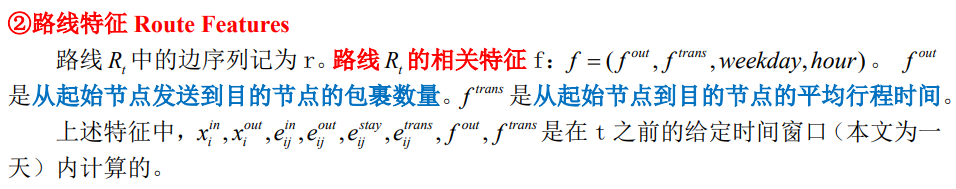 ②路线特征 Route Features
路线 $R_t$ 中的边序列记为 r。路线 $R_t$ 的相关特征 f: $f = (f^{out}, f^{trans}, weekday, hour)$ 。 $f^{out}$
是从起始节点发送到目的节点的包裹数量。$f^{trans}$ 是从起始节点到目的节点的平均行程时间。
上述特征中，$x_i^{in}, x_i^{out}, e_{ij}^{in}, e_{ij}^{out}, e_{ij}^{stay}, e_{ij}^{trans}, f^{out}, f^{trans}$ 是在 t 之前的给定时间窗口（本文为一
天）内计算的。